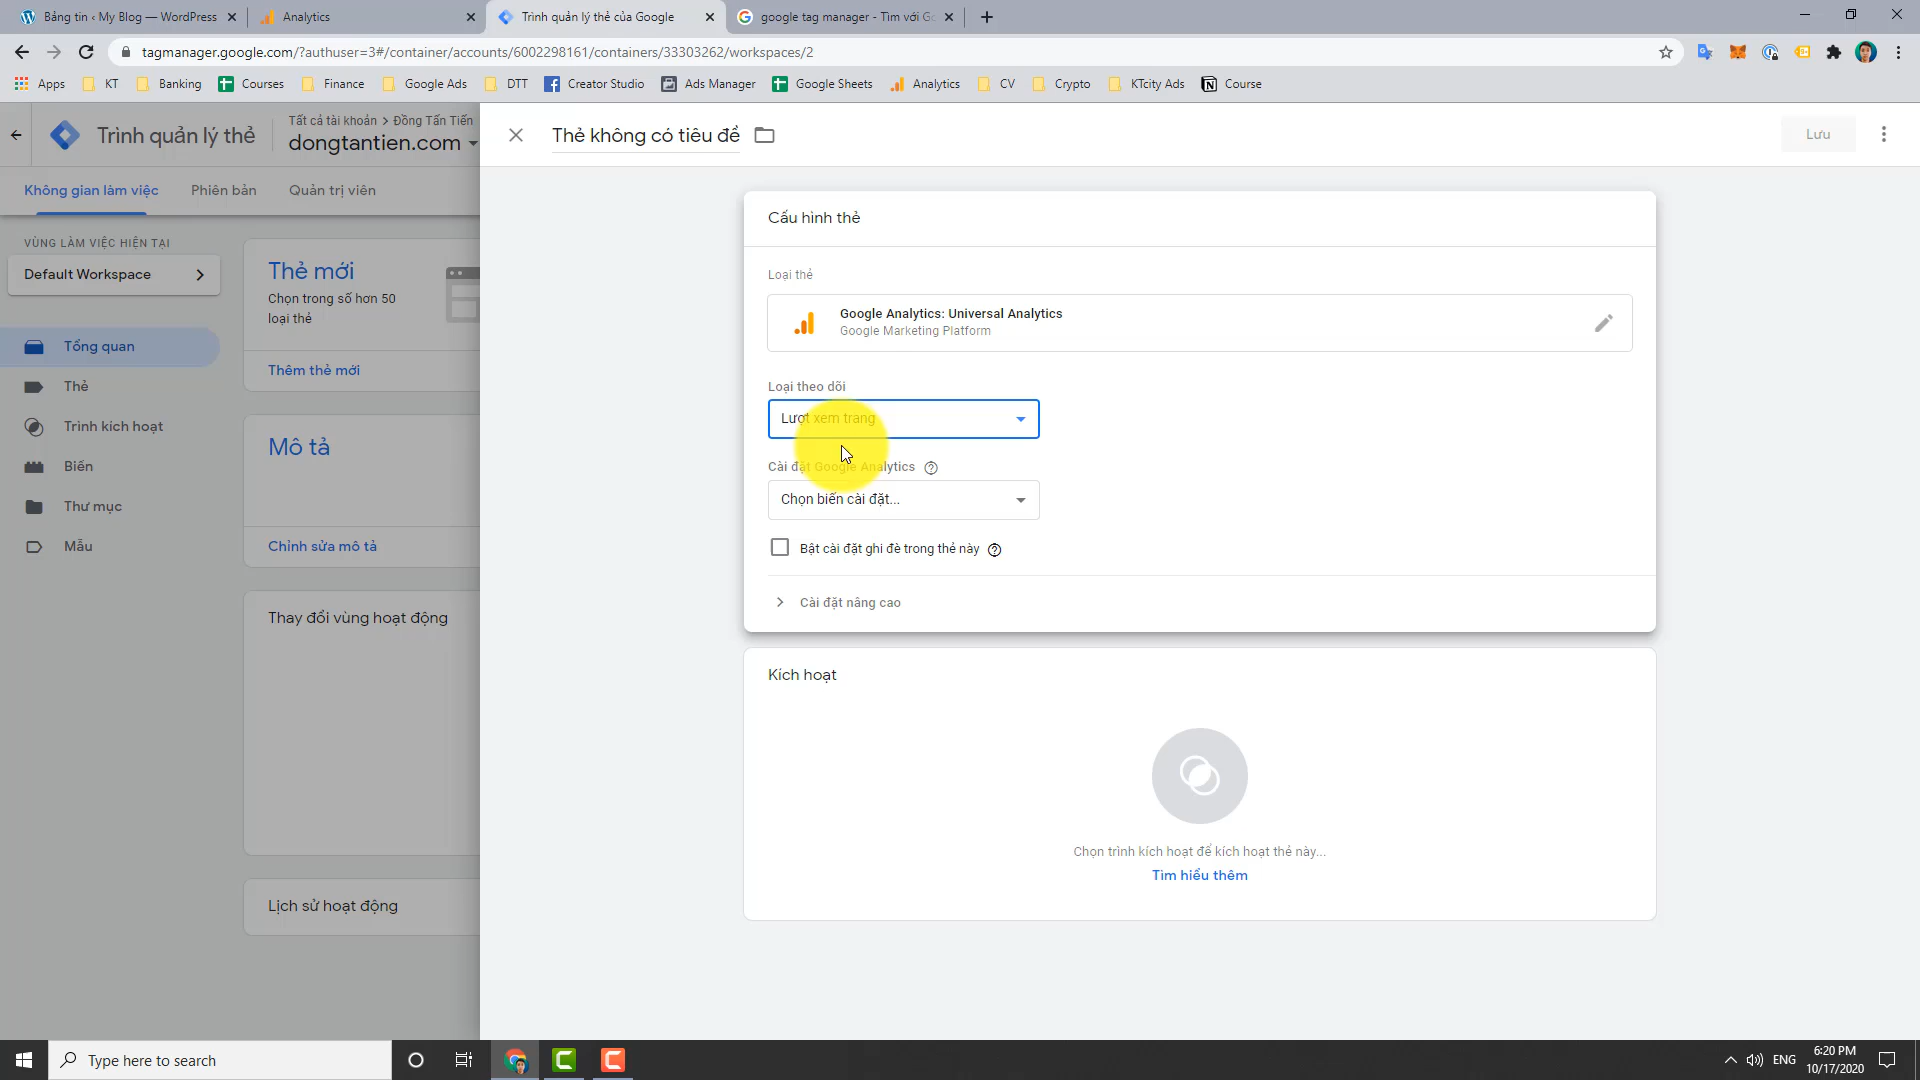 Bảng tin ‹ My Blog — WordPress
Analytics
Trình quản lý thẻ của Google
google tag manager - Tìm với Go
tagmanager.google.com/?authuser=3#/container/accounts/6002298161/containers/33303262/workspaces/2
Apps
KT
Banking
Courses
Finance
Google Ads
DTT
Creator Studio
Ads Manager
Google Sheets
Analytics
CV
Crypto
KTcity Ads
Course
Trình quản lý thẻ
Tất cả tài khoản > Đồng Tấn Tiến
dongtantien.com
Thẻ không có tiêu đề
Lưu
Không gian làm việc
Phiên bản
Quản trị viên
VÙNG LÀM VIỆC HIỆN TẠI
Default Workspace
Tổng quan
Thẻ
Trình kích hoạt
Biến
Thư mục
Mẫu
Thẻ mới
Chọn trong số hơn 50
loại thẻ
Thêm thẻ mới
Mô tả
Chỉnh sửa mô tả
Thay đổi vùng hoạt động
Lịch sử hoạt động
Cấu hình thẻ
Loại thẻ
Google Analytics: Universal Analytics
Google Marketing Platform
Loại theo dõi
Lượt xem trang
Cài đặt Google Analytics
Chọn biến cài đặt...
Bật cài đặt ghi đè trong thẻ này
Cài đặt nâng cao
Kích hoạt
Chọn trình kích hoạt để kích hoạt thẻ này...
Tìm hiểu thêm
Type here to search
ENG
6:20 PM
10/17/2020